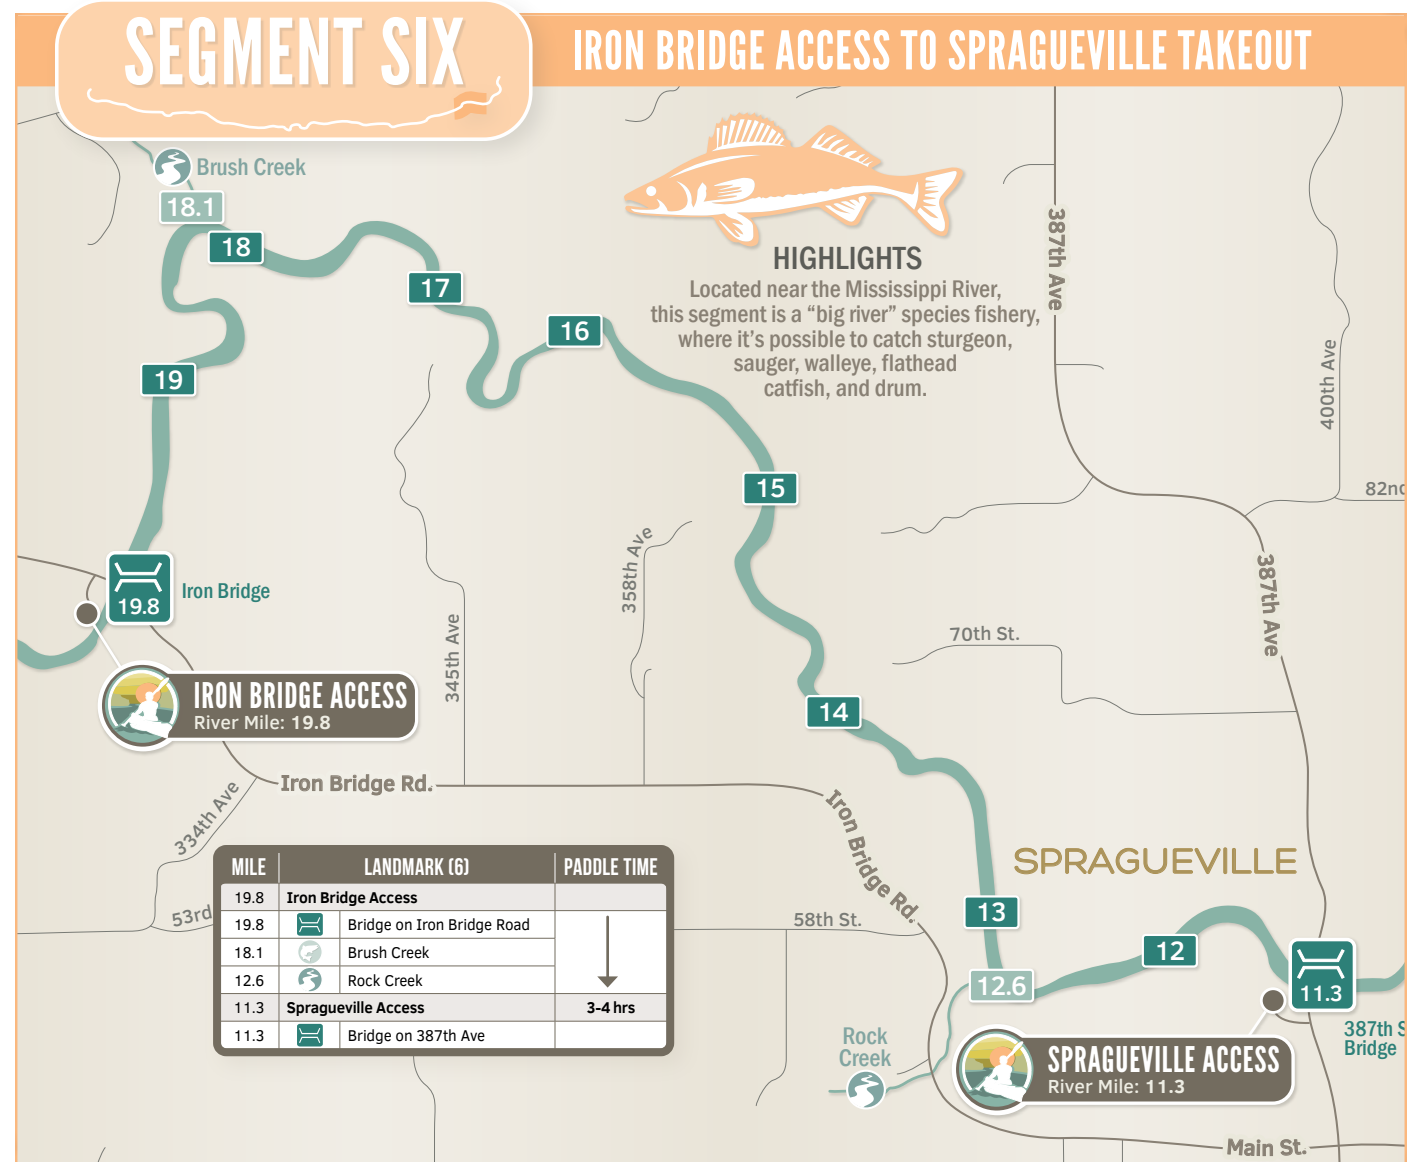 SEGMENT SIX
IRON BRIDGE ACCESS TO SPRAGUEVILLE TAKEOUT
Brush Creek
18.1
18
17
16
19
15
14
13
12
12.6
HIGHLIGHTS
Located near the Mississippi River,
this segment is a “big river” species fishery,
where it’s possible to catch sturgeon,
sauger, walleye, flathead
catfish, and drum.
387th Ave
400th Ave
82nd
387th Ave
358th Ave
345th Ave
70th St.
19.8
Iron Bridge
IRON BRIDGE ACCESS
River Mile: 19.8
Iron Bridge Rd.
334th Ave
53rd
Iron Bridge Rd.
58th St.
SPRAGUEVILLE
MILE LANDMARK (6) PADDLE TIME
19.8 Iron Bridge Access
19.8 Bridge on Iron Bridge Road
18.1 Brush Creek
12.6 Rock Creek
11.3 Spragueville Access 3-4 hrs
11.3 Bridge on 387th Ave
Rock
Creek
11.3
387th S
Bridge
SPRAGUEVILLE ACCESS
River Mile: 11.3
Main St.